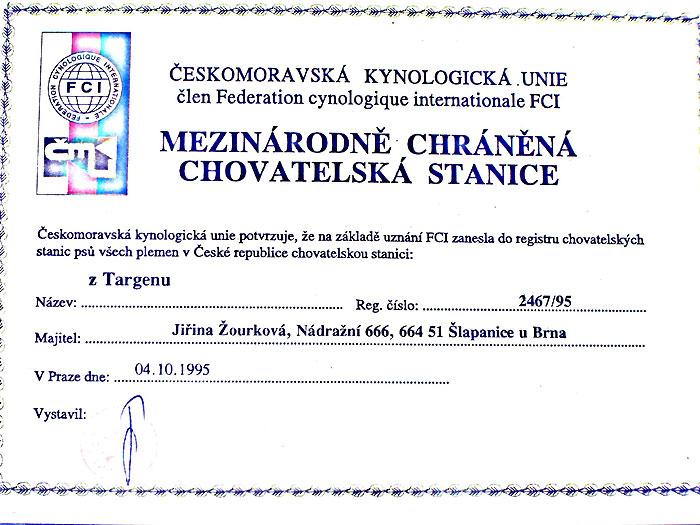 FEDERATION CYNOLOGIQUE INTERNATIONALE
FCI
ČESKOMORAVSKÁ KYNOLOGICKÁ UNIE
člen Federation cynologique internationale FCI
MEZINÁRODNĚ CHRÁNĚNÁ
CHOVATELSKÁ STANICE
Českomoravská kynologická unie potvrzuje, že na základě uznání FCI zanesla do registru chovatelských
stanic psů všech plemen v České republice chovatelskou stanici:
z Targenu
Název: Reg. číslo: 2467/95
Majitel: Jiřina Žourková, Nádražní 666, 664 51 Šlapanice u Brna
V Praze dne: 04.10.1995
Vystavil: